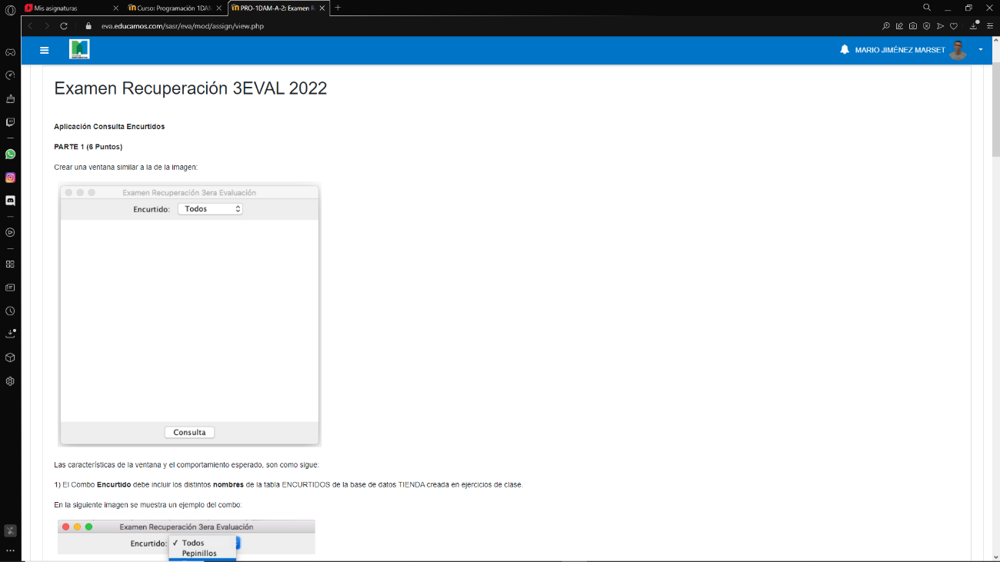 Mis asignaturas
Curso: Programación 1DAM
PRO-1DAM-A-2: Examen R
eva.educamos.com/sasr/eva/mod/assign/view.php
MARIO JIMÉNEZ MARSET
Examen Recuperación 3EVAL 2022
Aplicación Consulta Encurtidos
PARTE 1 (6 Puntos)
Crear una ventana similar a la de la imagen:
Examen Recuperación 3era Evaluación
Encurtido: Todos
Consulta
Las características de la ventana y el comportamiento esperado, son como sigue:
1) El Combo Encurtido debe incluir los distintos nombres de la tabla ENCURTIDOS de la base de datos TIENDA creada en ejercicios de clase.
En la siguiente imagen se muestra un ejemplo del combo:
Examen Recuperación 3era Evaluación
Encurtido: ✓ Todos
Pepinillos